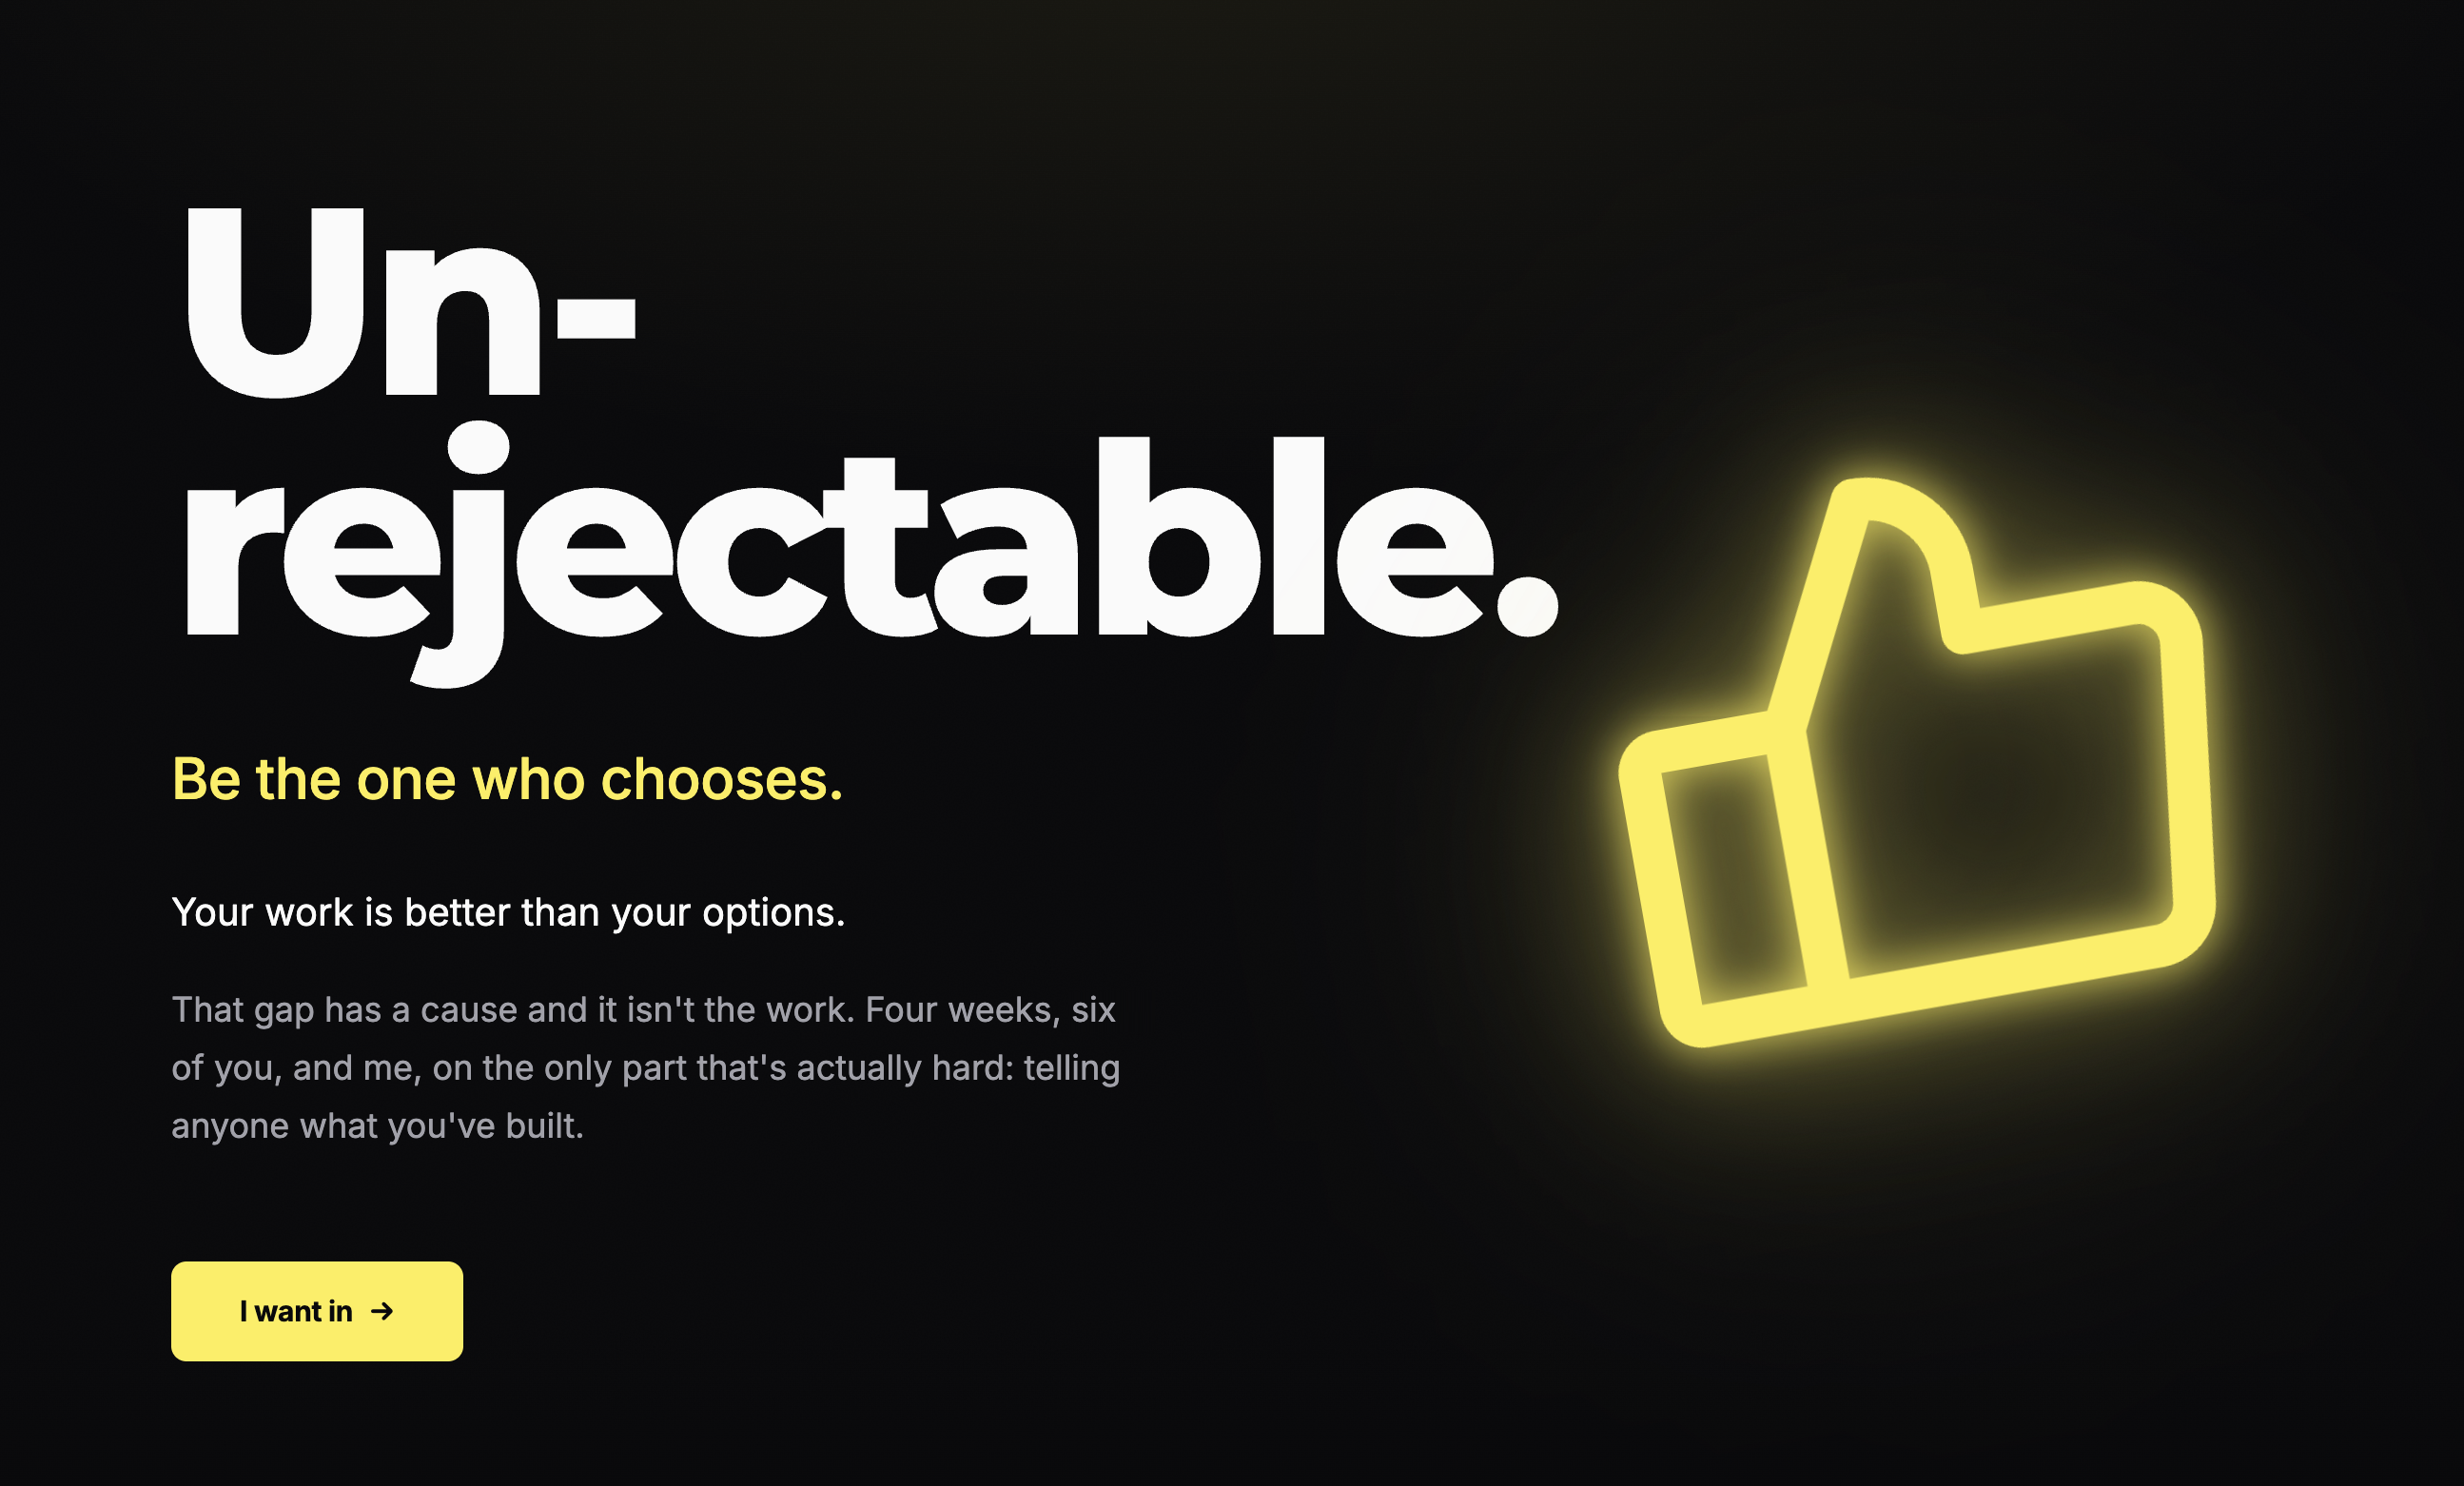 Un-
rejectable.
Be the one who chooses.
Your work is better than your options.
That gap has a cause and it isn't the work. Four weeks, six
of you, and me, on the only part that's actually hard: telling
anyone what you've built.
I want in →